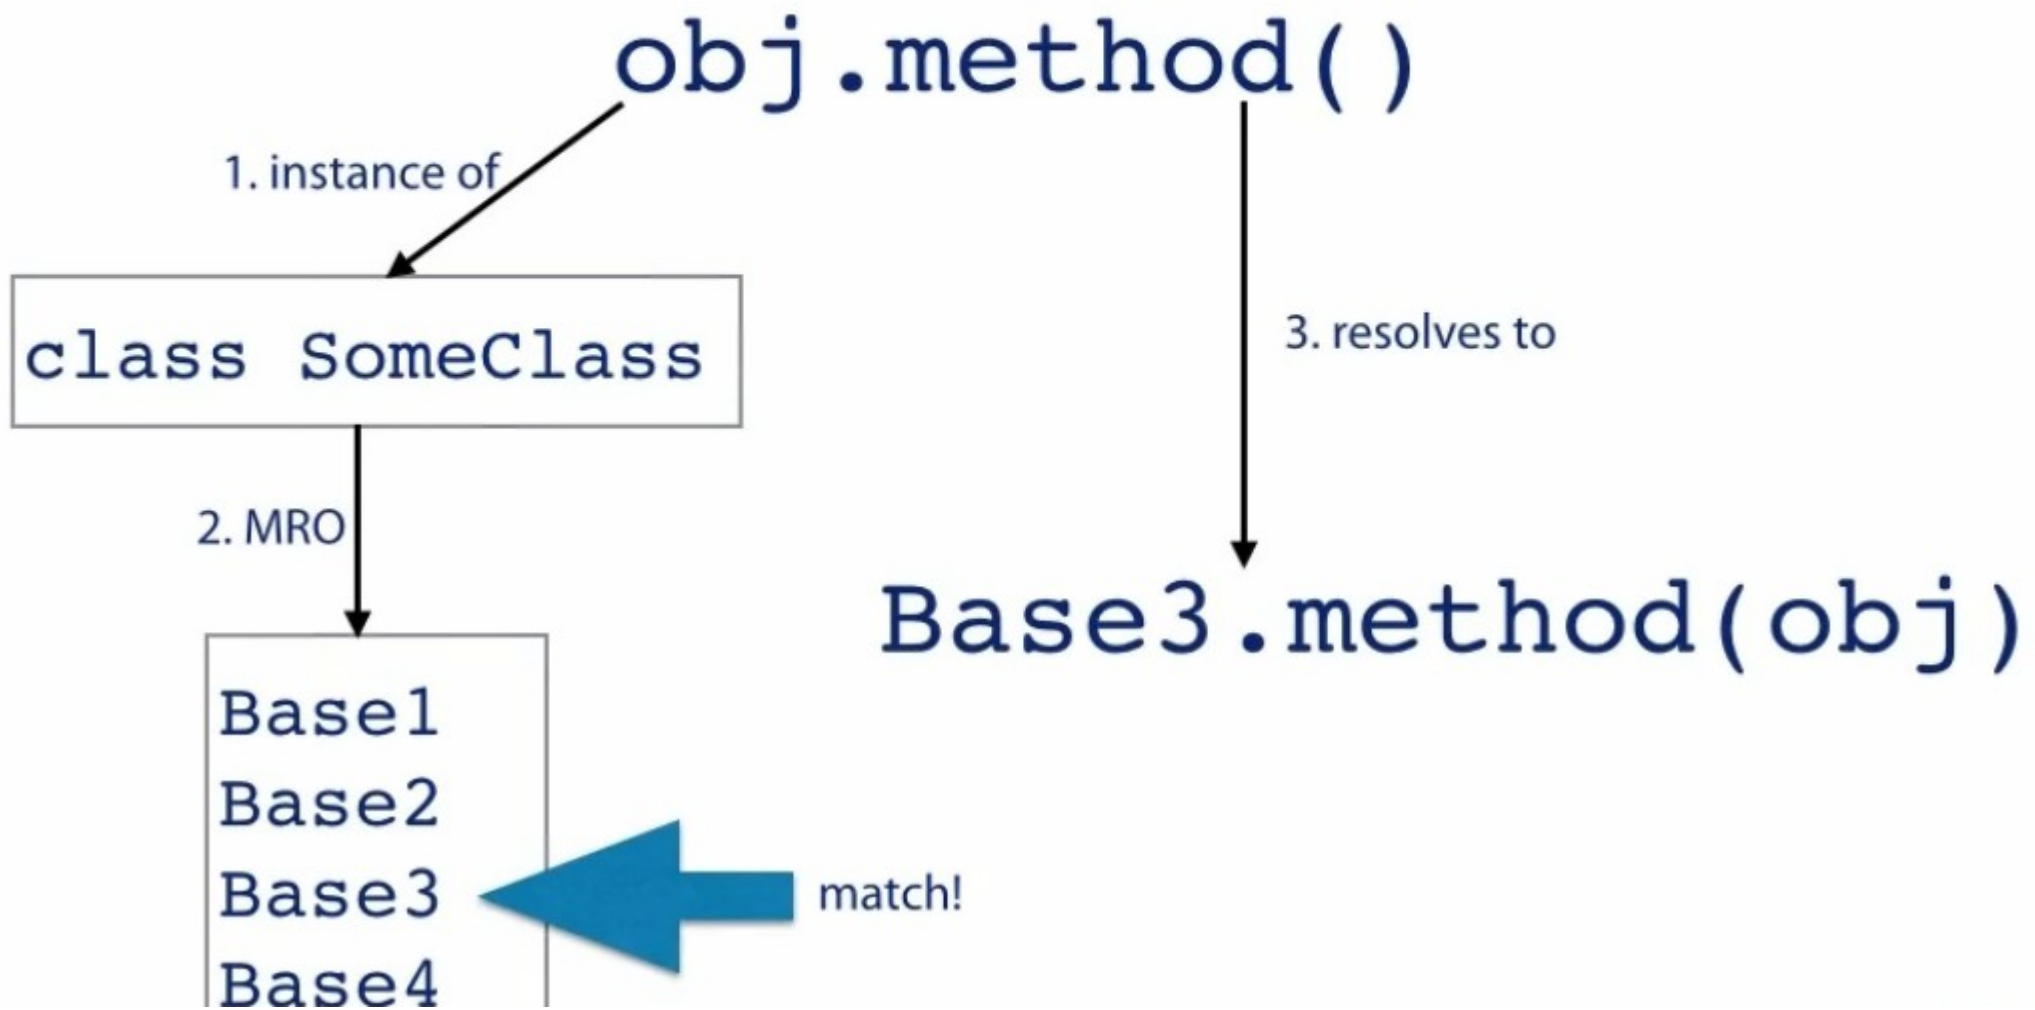 obj.method()
1. instance of
class SomeClass
3. resolves to
2. MRO
Base3.method(obj)
Base1
Base2
Base3
match!
Base4